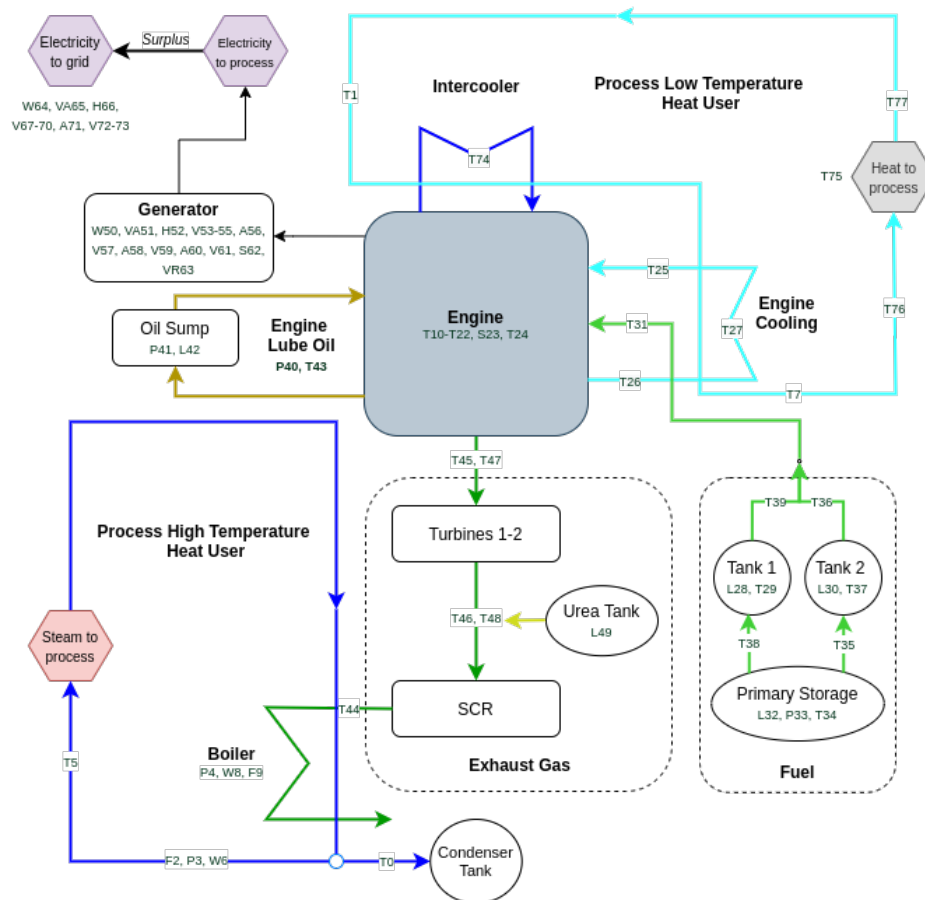 Electricity
to grid
Surplus
Electricity
to process
W64, VA65, H66,
V67-70, A71, V72-73
Intercooler
T74
T1
Process Low Temperature
Heat User
T77
T75
Heat to
process
T76
T7
Generator
W50, VA51, H52, V53-55, A56,
V57, A58, V59, A60, V61, S62,
VR63
Oil Sump
P41, L42
Engine
Lube Oil
P40, T43
Engine
T10-T22, S23, T24
T25
T31
T27
T26
Engine
Cooling
T45, T47
Turbines 1-2
T46, T48
Urea Tank
L49
SCR
Exhaust Gas
T39
T36
Tank 1
L28, T29
Tank 2
L30, T37
T38
T35
Primary Storage
L32, P33, T34
Fuel
Process High Temperature
Heat User
Steam to
process
T44
Boiler
P4, W8, F9
T5
F2, P3, W6
T0
Condenser
Tank